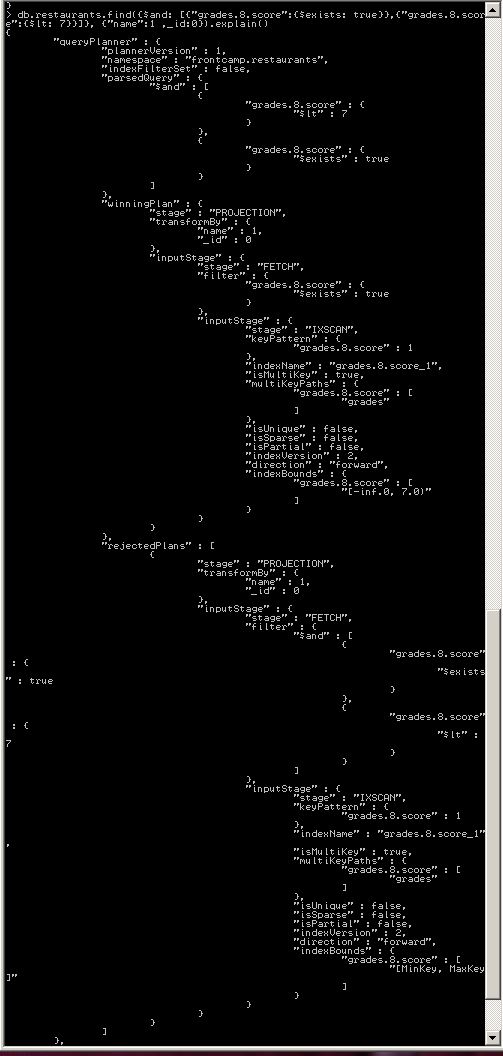 }
> db.restaurants.find({$and: [{"grades.8.score":{$exists: true}},{"grades.8.scor
e":{$lt: 7}}]}, {"name":1 ,_id:0}).explain()
{
"queryPlanner" : {
"plannerVersion" : 1,
"namespace" : "frontcamp.restaurants",
"indexFilterSet" : false,
"parsedQuery" : {
"$and" : [
{
"grades.8.score" : {
"$lt" : 7
}
},
{
"grades.8.score" : {
"$exists" : true
}
}
]
},
"winningPlan" : {
"stage" : "PROJECTION",
"transformBy" : {
"name" : 1,
"_id" : 0
},
"inputStage" : {
"stage" : "FETCH",
"filter" : {
"grades.8.score" : {
"$exists" : true
}
},
"inputStage" : {
"stage" : "IXSCAN",
"keyPattern" : {
"grades.8.score" : 1
},
"indexName" : "grades.8.score_1",
"isMultiKey" : true,
"multiKeyPaths" : {
"grades.8.score" : [
"grades"
]
},
"isUnique" : false,
"isSparse" : false,
"isPartial" : false,
"indexVersion" : 2,
"direction" : "forward",
"indexBounds" : {
"grades.8.score" : [
"[-inf.0, 7.0)"
]
}
}
}
},
"rejectedPlans" : [
{
"stage" : "PROJECTION",
"transformBy" : {
"name" : 1,
"_id" : 0
},
"inputStage" : {
"stage" : "FETCH",
"filter" : {
"$and" : [
{
"grades.8.score"
: {
"$exists
" : true
}
},
{
"grades.8.score"
: {
"$lt" :
7
}
}
]
},
"inputStage" : {
"stage" : "IXSCAN",
"keyPattern" : {
"grades.8.score" : 1
},
"indexName" : "grades.8.score_1"
,
"isMultiKey" : true,
"multiKeyPaths" : {
"grades.8.score" : [
"grades"
]
},
"isUnique" : false,
"isSparse" : false,
"isPartial" : false,
"indexVersion" : 2,
"direction" : "forward",
"indexBounds" : {
"grades.8.score" : [
"[MinKey, MaxKey
]"
]
}
}
}
}
]
},